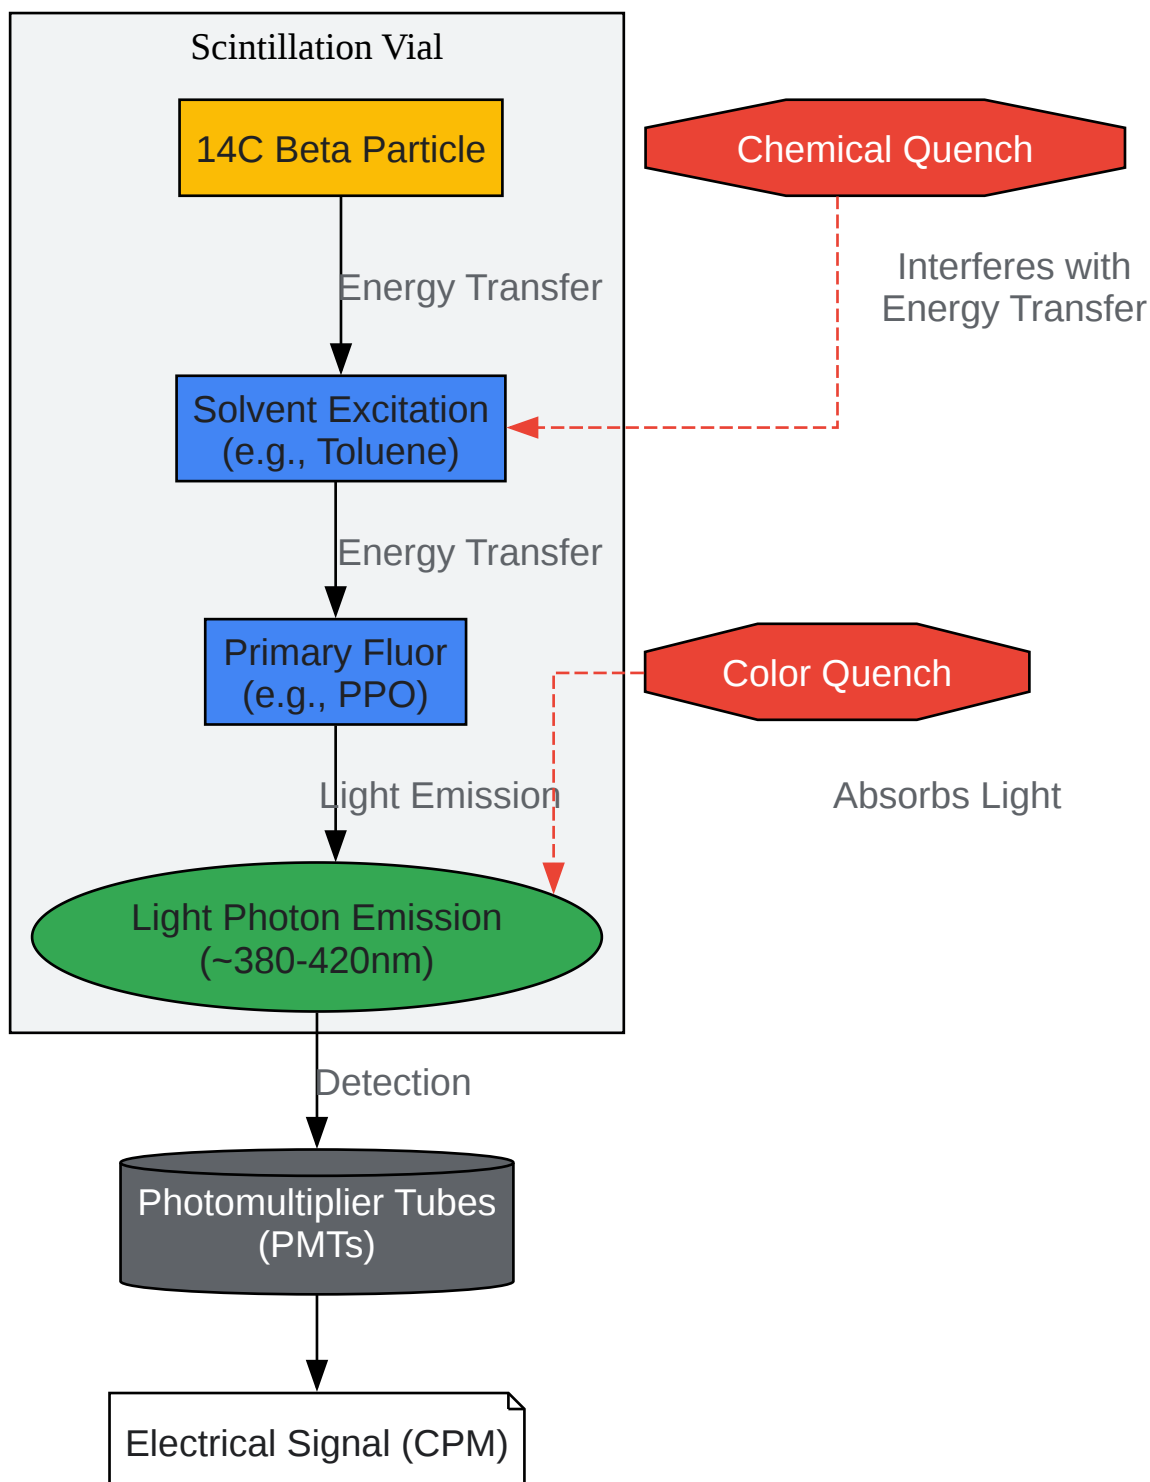 Scintillation Vial
14C Beta Particle
Chemical Quench
Energy Transfer
Interferes with
Energy Transfer
Solvent Excitation
(e.g., Toluene)
Energy Transfer
Primary Fluor
(e.g., PPO)
Color Quench
Light Emission
Absorbs Light
Light Photon Emission
(~380-420nm)
Detection
Photomultiplier Tubes
(PMTs)
Electrical Signal (CPM)